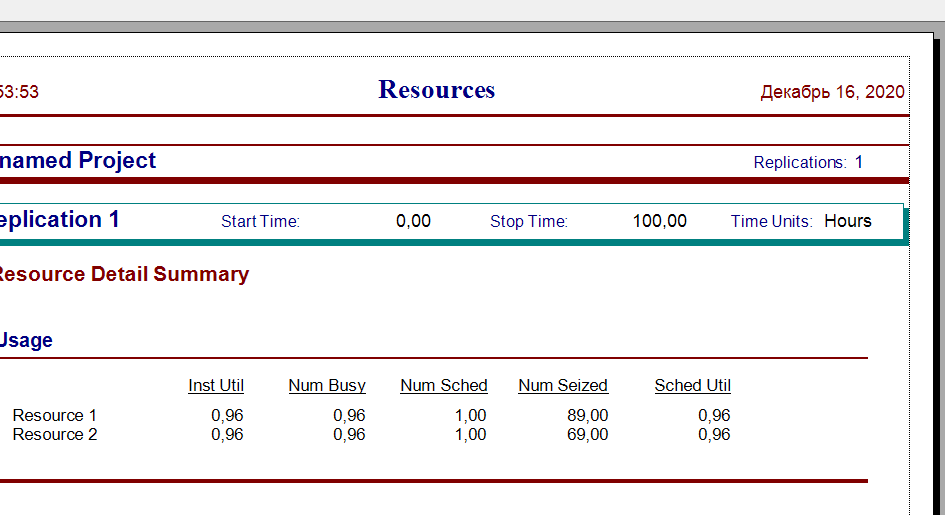 53:53 Resources Декабрь 16, 2020
named Project Replications: 1
eplication 1 Start Time: 0,00 Stop Time: 100,00 Time Units: Hours
Resource Detail Summary
Usage
Inst Util Num Busy Num Sched Num Seized Sched Util
Resource 1 0,96 0,96 1,00 89,00 0,96
Resource 2 0,96 0,96 1,00 69,00 0,96